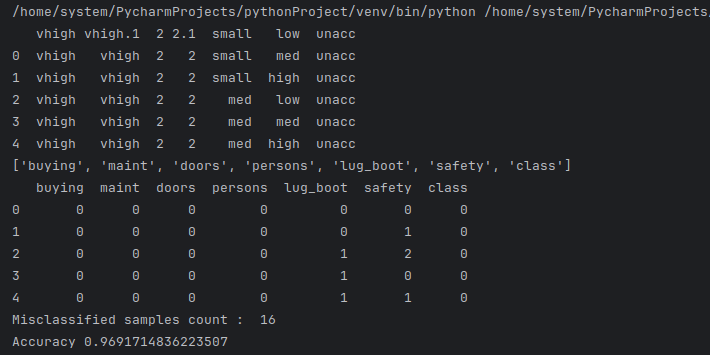 /home/system/PycharmProjects/pythonProject/venv/bin/python /home/system/PycharmProjects/
vhigh vhigh.1 2 2.1 small low unacc
0 vhigh vhigh 2 2 small med unacc
1 vhigh vhigh 2 2 small high unacc
2 vhigh vhigh 2 2 med low unacc
3 vhigh vhigh 2 2 med med unacc
4 vhigh vhigh 2 2 med high unacc
['buying', 'maint', 'doors', 'persons', 'lug_boot', 'safety', 'class']
buying maint doors persons lug_boot safety class
0 0 0 0 0 0 0 0
1 0 0 0 0 0 1 0
2 0 0 0 0 1 2 0
3 0 0 0 0 1 0 0
4 0 0 0 0 1 1 0
Misclassified samples count : 16
Accuracy 0.9691714836223507